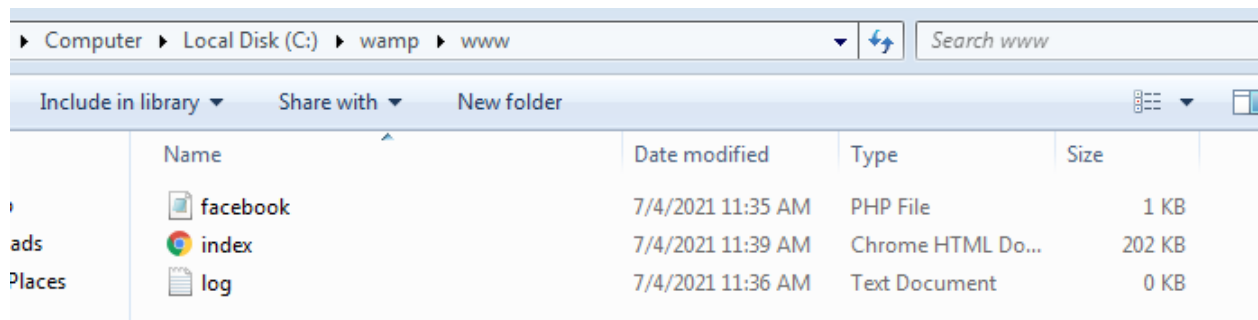 Computer Local Disk (C:) wamp www Search www
Include in library Share with New folder
Name Date modified Type Size
facebook 7/4/2021 11:35 AM PHP File 1 KB
ads index 7/4/2021 11:39 AM Chrome HTML Do... 202 KB
Places log 7/4/2021 11:36 AM Text Document 0 KB